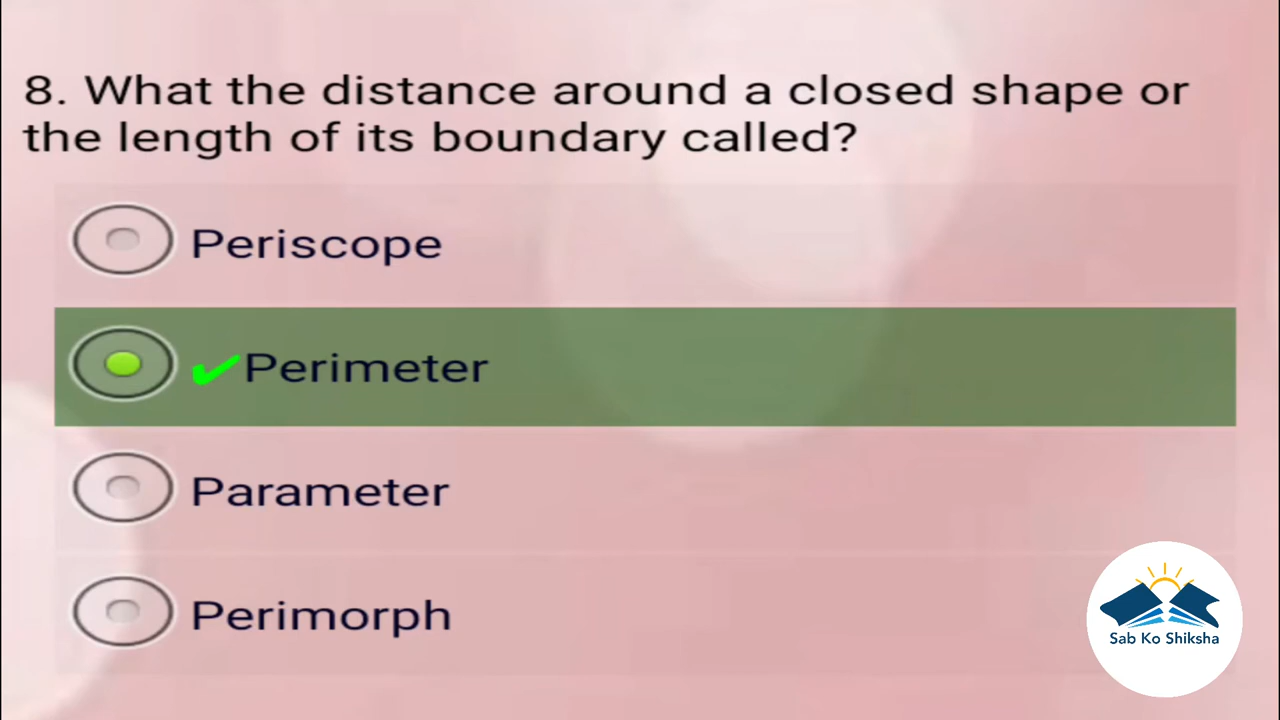 8. What the distance around a closed shape or
the length of its boundary called?
Periscope
✔Perimeter
Parameter
Perimorph
Sab Ko Shiksha